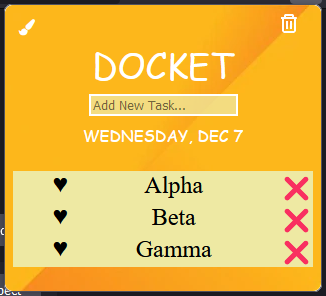 DOCKET
Add New Task...
WEDNESDAY, DEC 7
Alpha
Beta
Gamma